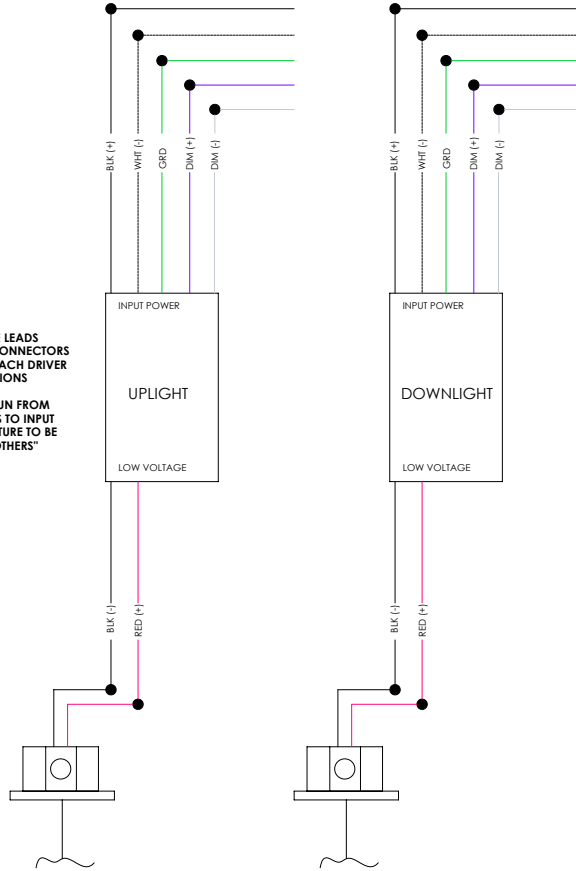 BLK (+)
WHT (-)
GRD
DIM (+)
DIM (-)
BLK (+)
WHT (-)
GRD
DIM (+)
DIM (-)
INPUT POWER
UPLIGHT
LOW VOLTAGE
INPUT POWER
DOWNLIGHT
LOW VOLTAGE
LEADS
ONNECTORS
ACH DRIVER
IONS
UN FROM
S TO INPUT
TURE TO BE
OTHERS"
BLK (-)
RED (+)
BLK (-)
RED (+)